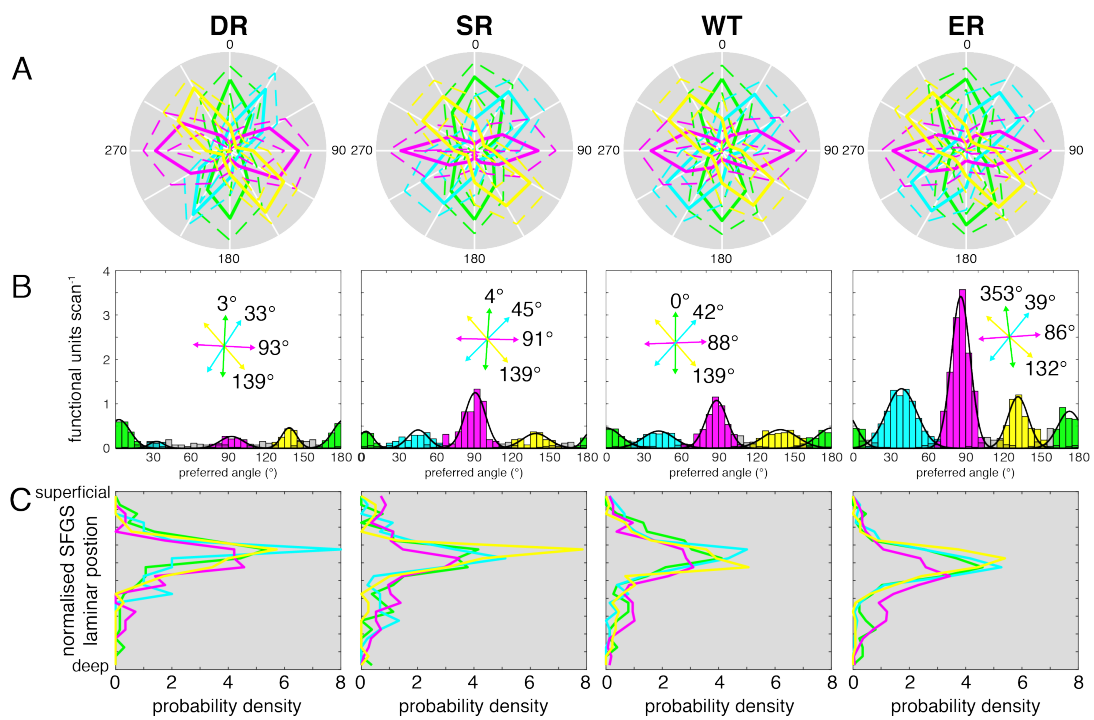 DR SR WT ER
A
0 0 0 0
270 90 270 90 270 90 270 90
180 180 180 180
B
functional units scan⁻¹
4
3
2
1
0
3° 33° 93° 139°
4° 45° 91° 139°
0° 42° 88° 139°
353° 39° 86° 132°
30 60 90 120 150 180
0 30 60 90 120 150 180
0 30 60 90 120 150 180
0 30 60 90 120 150 180
preferred angle (°) preferred angle (°) preferred angle (°) preferred angle (°)
C
superficial
normalised SFGS
laminar postion
deep
0 2 4 6 8 0 2 4 6 8 0 2 4 6 8 0 2 4 6 8
probability density probability density probability density probability density